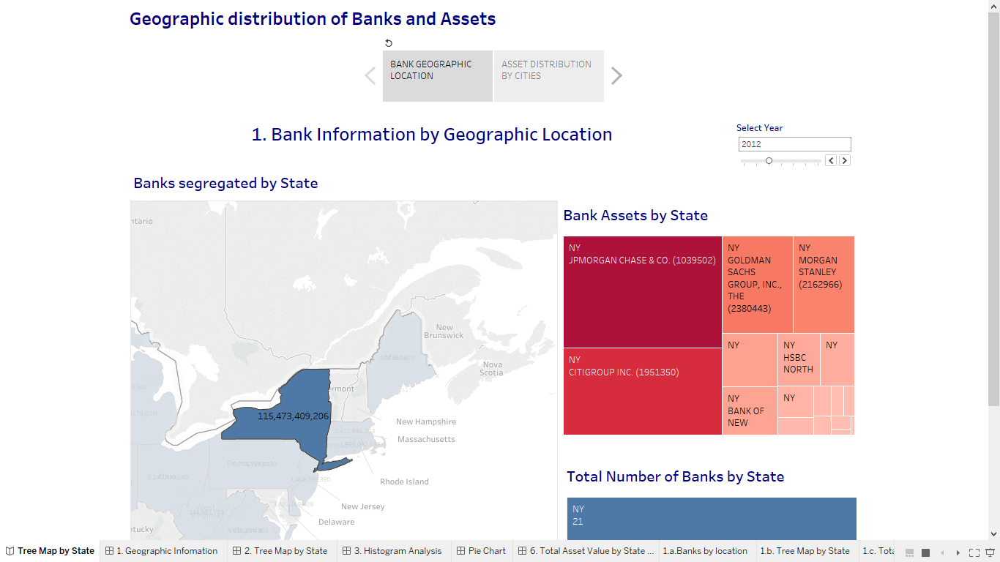 Geographic distribution of Banks and Assets
BANK GEOGRAPHIC
LOCATION
ASSET DISTRIBUTION
BY CITIES
1. Bank Information by Geographic Location
Select Year
2012
Banks segregated by State
Bank Assets by State
NY
JPMORGAN CHASE & CO. (1039502)
NY
GOLDMAN
SACHS
GROUP, INC.,
THE
(2380443)
NY
MORGAN
STANLEY
(2162966)
NY
CITIGROUP INC. (1951350)
NY
NY
HSBC
NORTH
NY
NY
BANK OF
NEW
NY
ntario
New
Brunswick
Nova
Scotia
ermont
115,473,409,206
chigan
New Hampshire
Massachusetts
Rhode Island
New Jersey
Delaware
West
Virginia
ntucky
Total Number of Banks by State
NY
21
Tree Map by State
1. Geographic Infomation
2. Tree Map by State
3. Histogram Analysis
Pie Chart
6. Total Asset Value by State ...
1.a.Banks by location
1.b. Tree Map by State
1.c. Tota